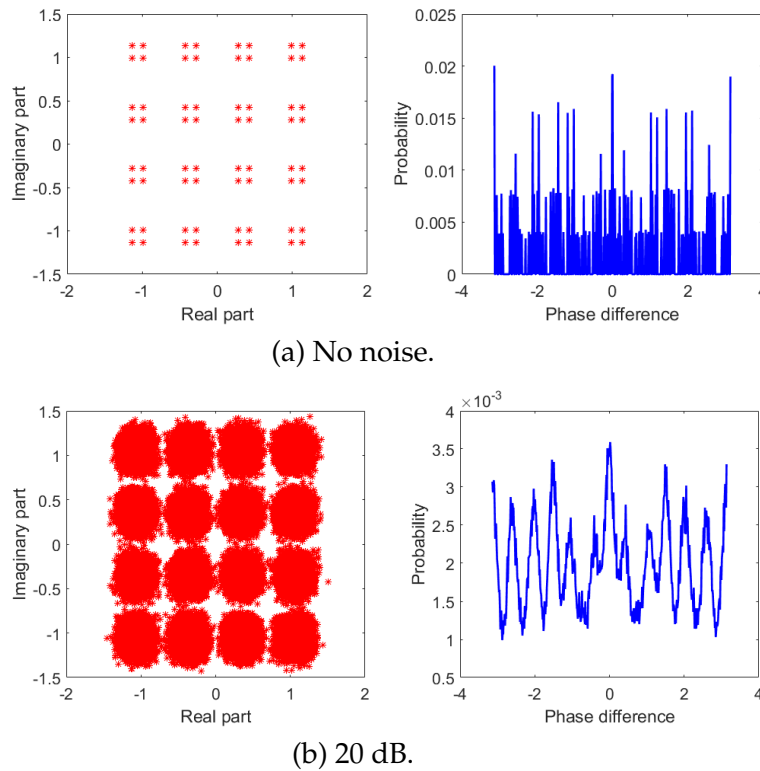 1.5
1
0.5
0
-0.5
-1
-1.5
-2 -1 0 1 2
Imaginary part
Real part
0.025
0.02
0.015
0.01
0.005
0
-4 -2 0 2 4
Probability
Phase difference
(a) No noise.
1.5
1
0.5
0
-0.5
-1
-1.5
-2 -1 0 1 2
Imaginary part
Real part
×10⁻³
4
3.5
3
2.5
2
1.5
1
0.5
-4 -2 0 2 4
Probability
Phase difference
(b) 20 dB.